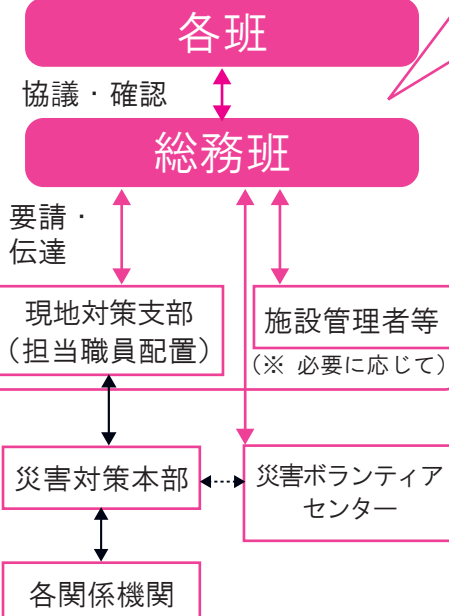 各班
協議・確認
総務班
要請・
伝達
現地対策支部
（担当職員配置）
施設管理者等
（※ 必要に応じて）
災害対策本部
災害ボランティア
センター
各関係機関